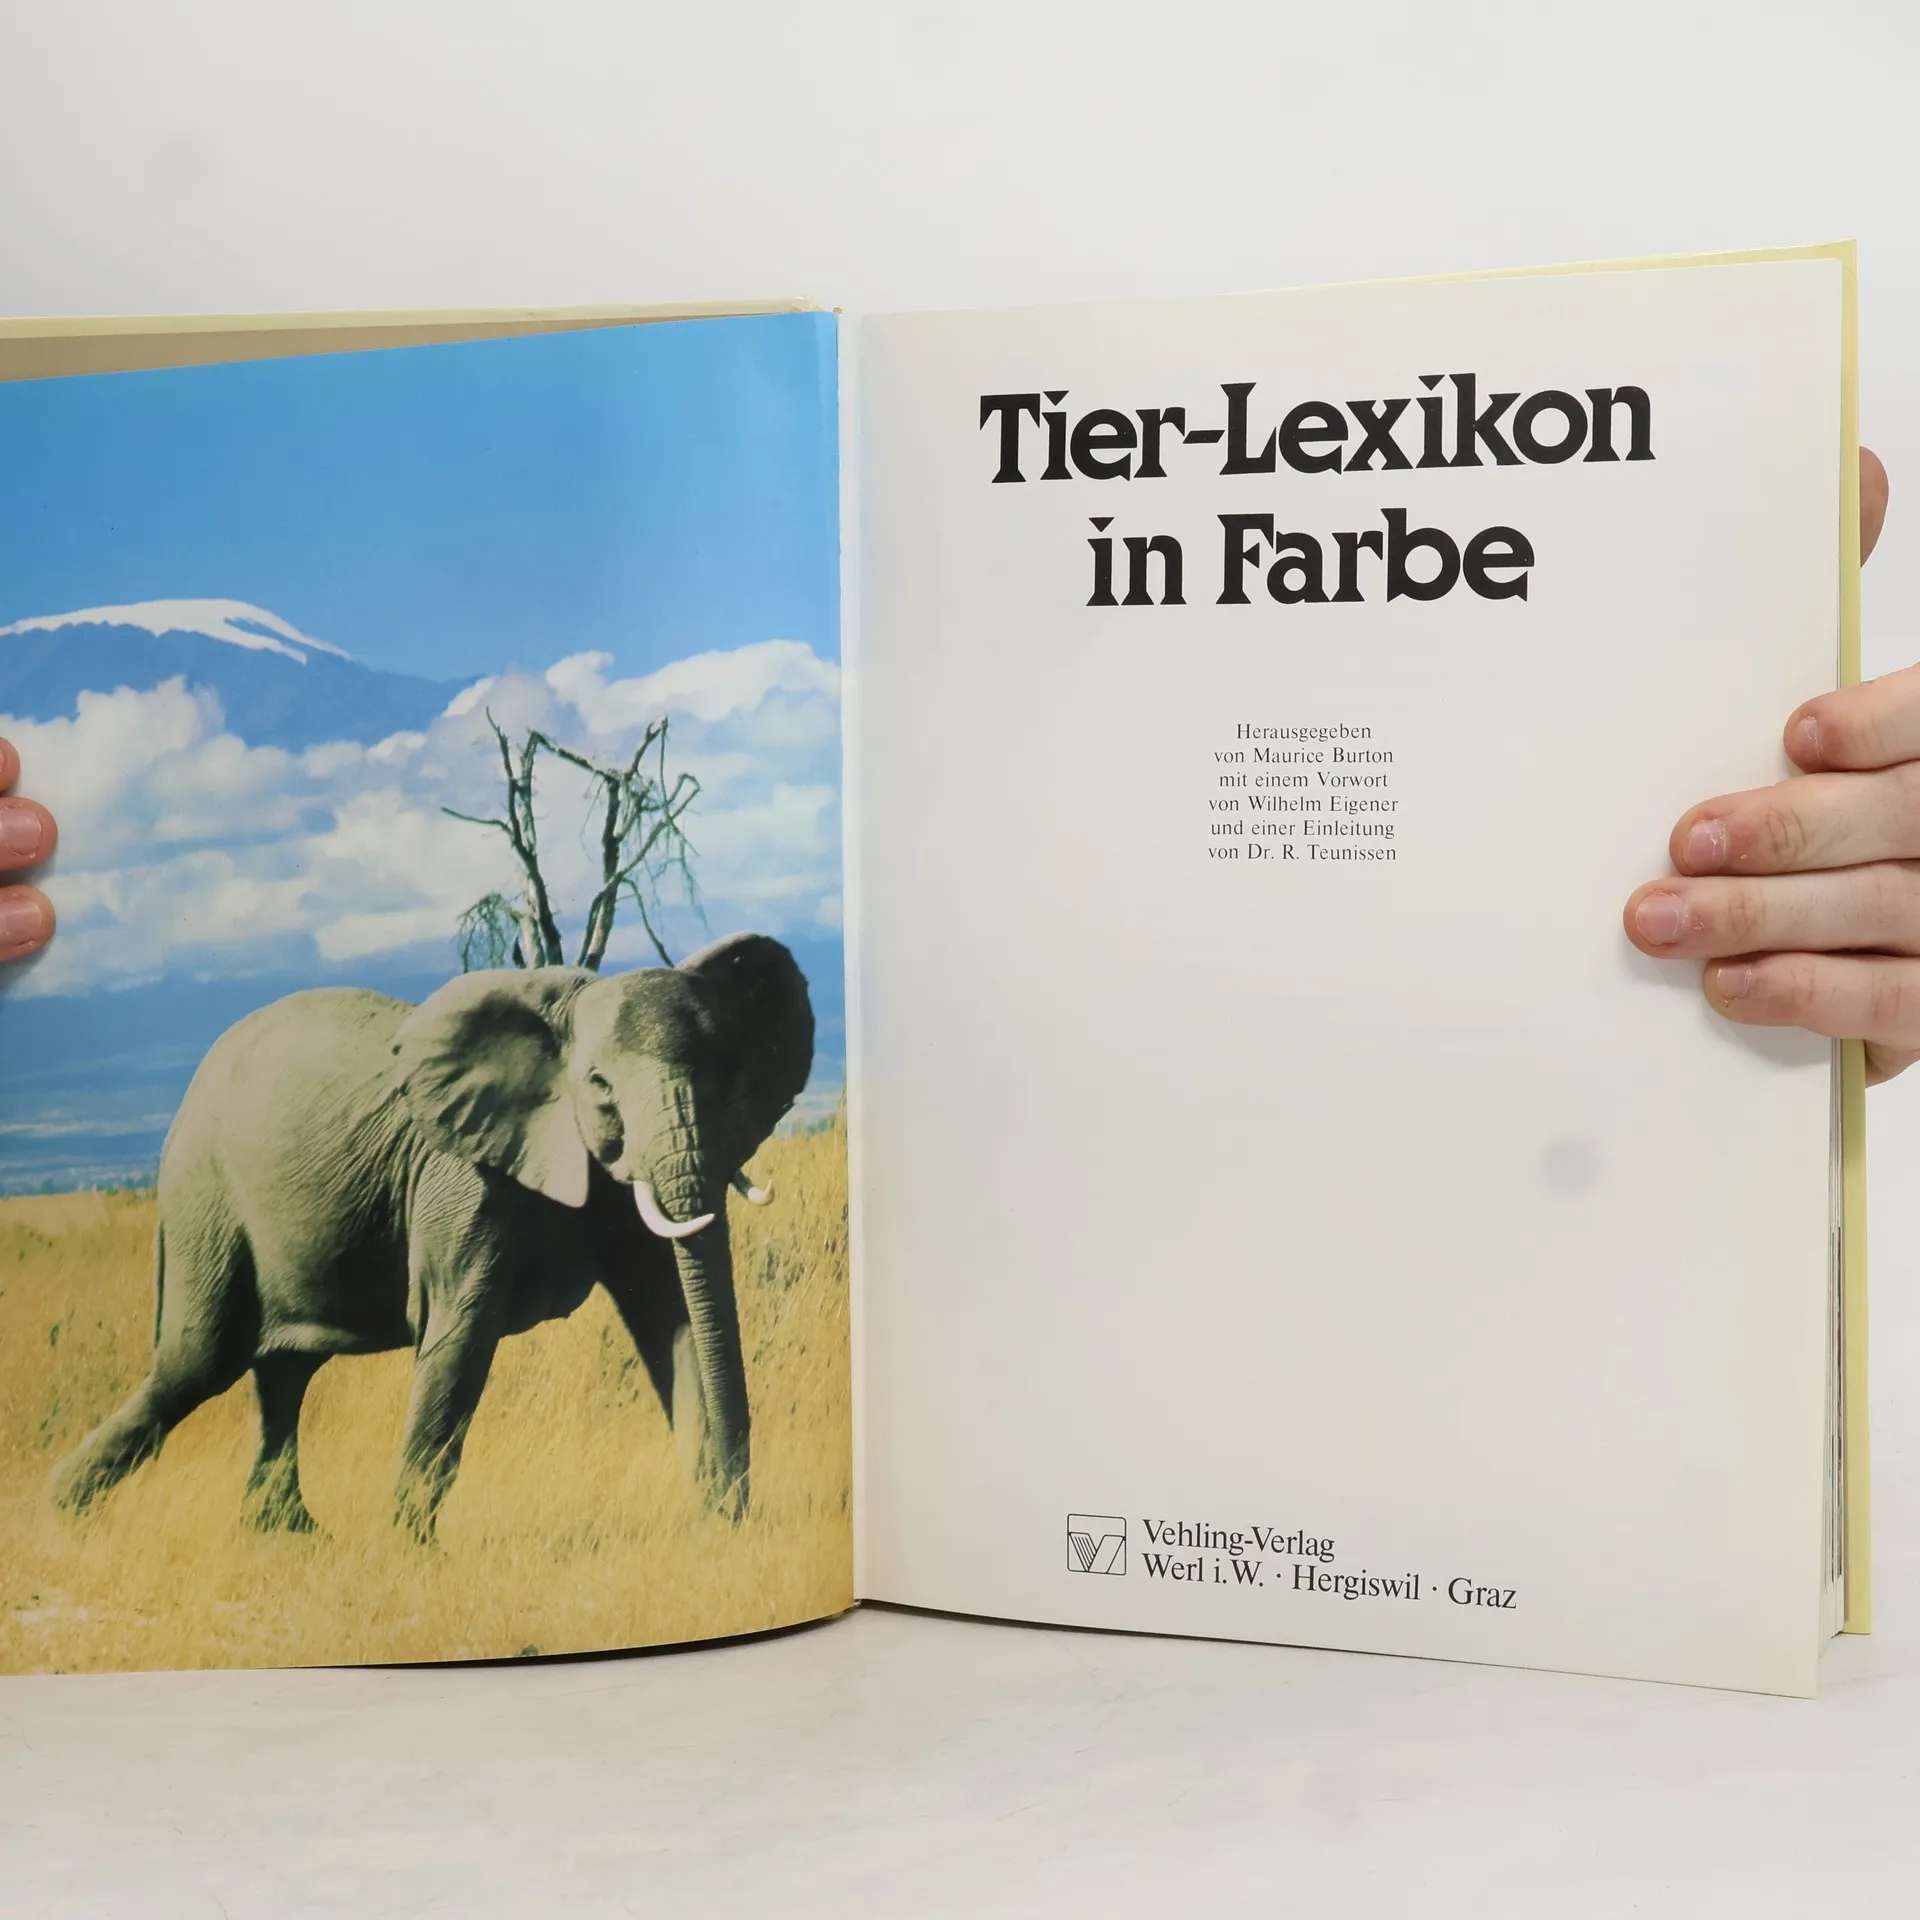 Tier-Lexikon
in Farbe
Herausgegeben
von Maurice Burton
mit einem Vorwort
von Wilhelm Eigener
und einer Einleitung
von Dr. R. Teunissen
Vehling-Verlag
Werl i.W. · Hergiswil · Graz